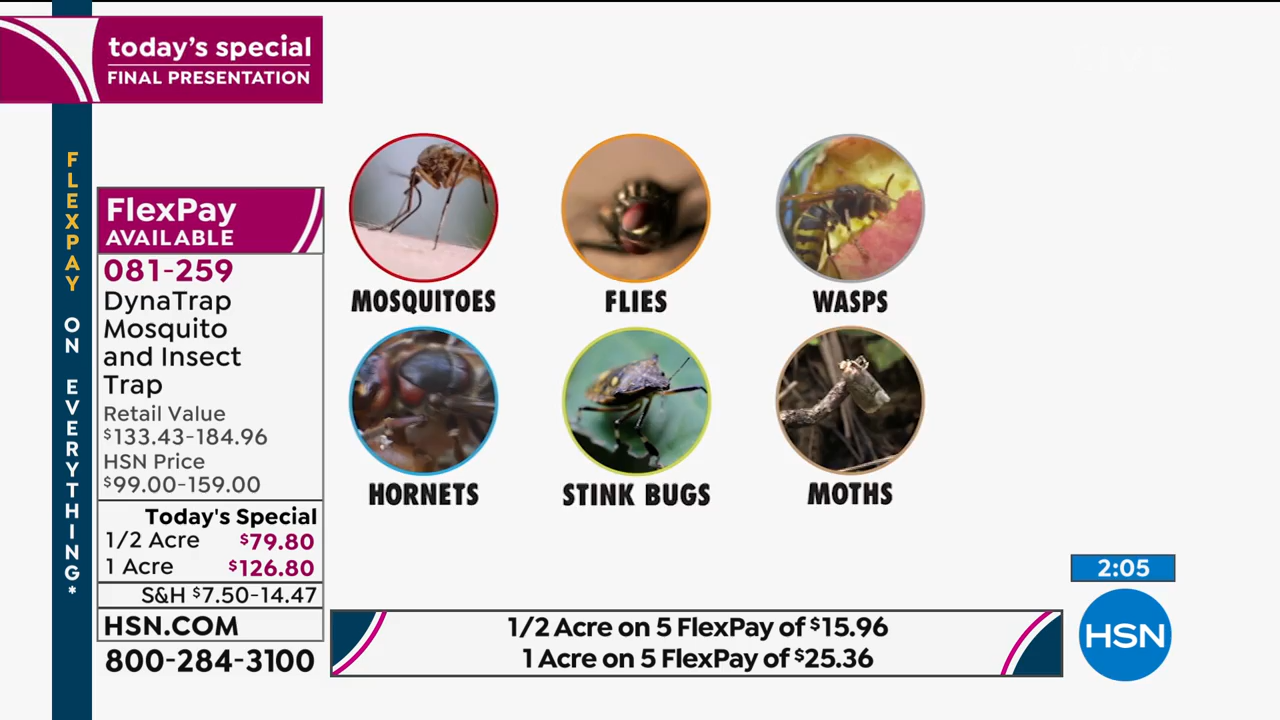 today's special
FINAL PRESENTATION
FLEXPAY ON EVERYTHING*
FlexPay
AVAILABLE
081-259
DynaTrap
Mosquito
and Insect
Trap
Retail Value
$133.43-184.96
HSN Price
$99.00-159.00
Today's Special
1/2 Acre $79.80
1 Acre $126.80
S&H $7.50-14.47
HSN.COM
800-284-3100
MOSQUITOES
FLIES
WASPS
HORNETS
STINK BUGS
MOTHS
1/2 Acre on 5 FlexPay of $15.96
1 Acre on 5 FlexPay of $25.36
2:05
HSN